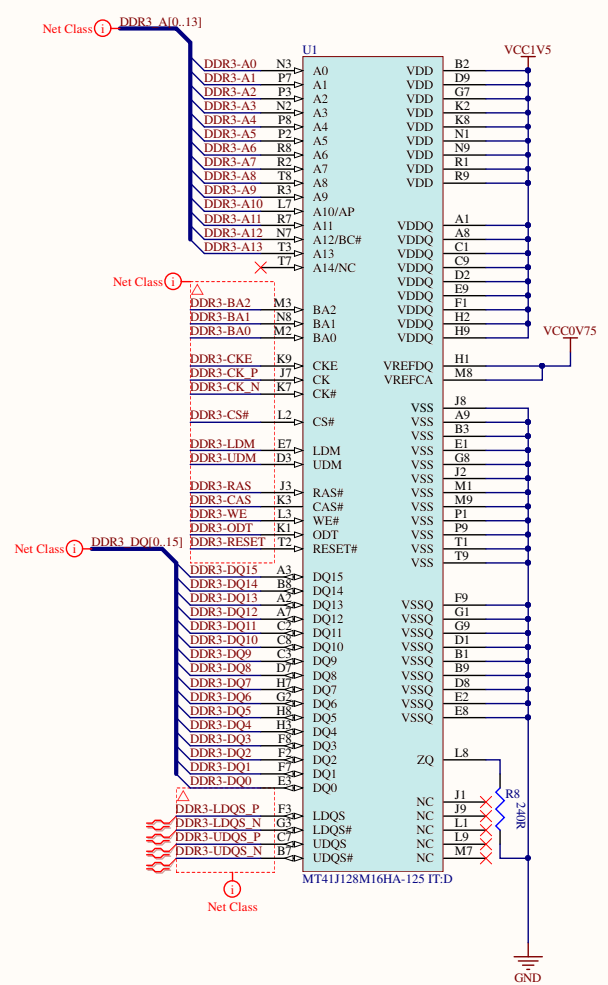 DDR3_A[0..13]
Net Class i
U1
VCC1V5
DDR3-A0 N3 A0 VDD B2
DDR3-A1 P7 A1 VDD D9
DDR3-A2 P3 A2 VDD G7
DDR3-A3 N2 A3 VDD K2
DDR3-A4 P8 A4 VDD K8
DDR3-A5 P2 A5 VDD N1
DDR3-A6 R8 A6 VDD N9
DDR3-A7 R2 A7 VDD R1
DDR3-A8 T8 A8 VDD R9
DDR3-A9 R3 A9
DDR3-A10 L7 A10/AP
DDR3-A11 R7 A11 VDDQ A1
DDR3-A12 N7 A12/BC# VDDQ A8
DDR3-A13 T3 A13 VDDQ C1
T7 A14/NC VDDQ C9
Net Class i
VDDQ D2
VDDQ E9
DDR3-BA2 M3 BA2 VDDQ F1
DDR3-BA1 N8 BA1 VDDQ H2
DDR3-BA0 M2 BA0 VDDQ H9
VCC0V75
DDR3-CKE K9 CKE VREFDQ H1
DDR3-CK_P J7 CK VREFCA M8
DDR3-CK_N K7 CK#
VSS J8
DDR3-CS# L2 CS# VSS A9
VSS B3
DDR3-LDM E7 LDM VSS E1
DDR3-UDM D3 UDM VSS G8
VSS J2
DDR3-RAS J3 RAS# VSS M1
DDR3-CAS K3 CAS# VSS M9
DDR3-WE L3 WE# VSS P1
DDR3-ODT K1 ODT VSS P9
DDR3-RESET T2 RESET# VSS T1
Net Class i DDR3_DQ[0..15]
VSS T9
DDR3-DQ15 A3 DQ15
DDR3-DQ14 B8 DQ14
DDR3-DQ13 A2 DQ13 VSSQ F9
DDR3-DQ12 A7 DQ12 VSSQ G1
DDR3-DQ11 C2 DQ11 VSSQ G9
DDR3-DQ10 C8 DQ10 VSSQ D1
DDR3-DQ9 C3 DQ9 VSSQ B1
DDR3-DQ8 D7 DQ8 VSSQ B9
DDR3-DQ7 H7 DQ7 VSSQ D8
DDR3-DQ6 G2 DQ6 VSSQ E2
DDR3-DQ5 H8 DQ5 VSSQ E8
DDR3-DQ4 H3 DQ4
DDR3-DQ3 F8 DQ3
DDR3-DQ2 F2 DQ2 ZQ L8
DDR3-DQ1 F7 DQ1
DDR3-DQ0 E3 DQ0
R8
240R
NC J1
DDR3-LDQS_P F3 LDQS NC J9
DDR3-LDQS_N G3 LDQS# NC L1
DDR3-UDQS_P C7 UDQS NC L9
DDR3-UDQS_N B7 UDQS# NC M7
MT41J128M16HA-125 IT:D
i
Net Class
GND